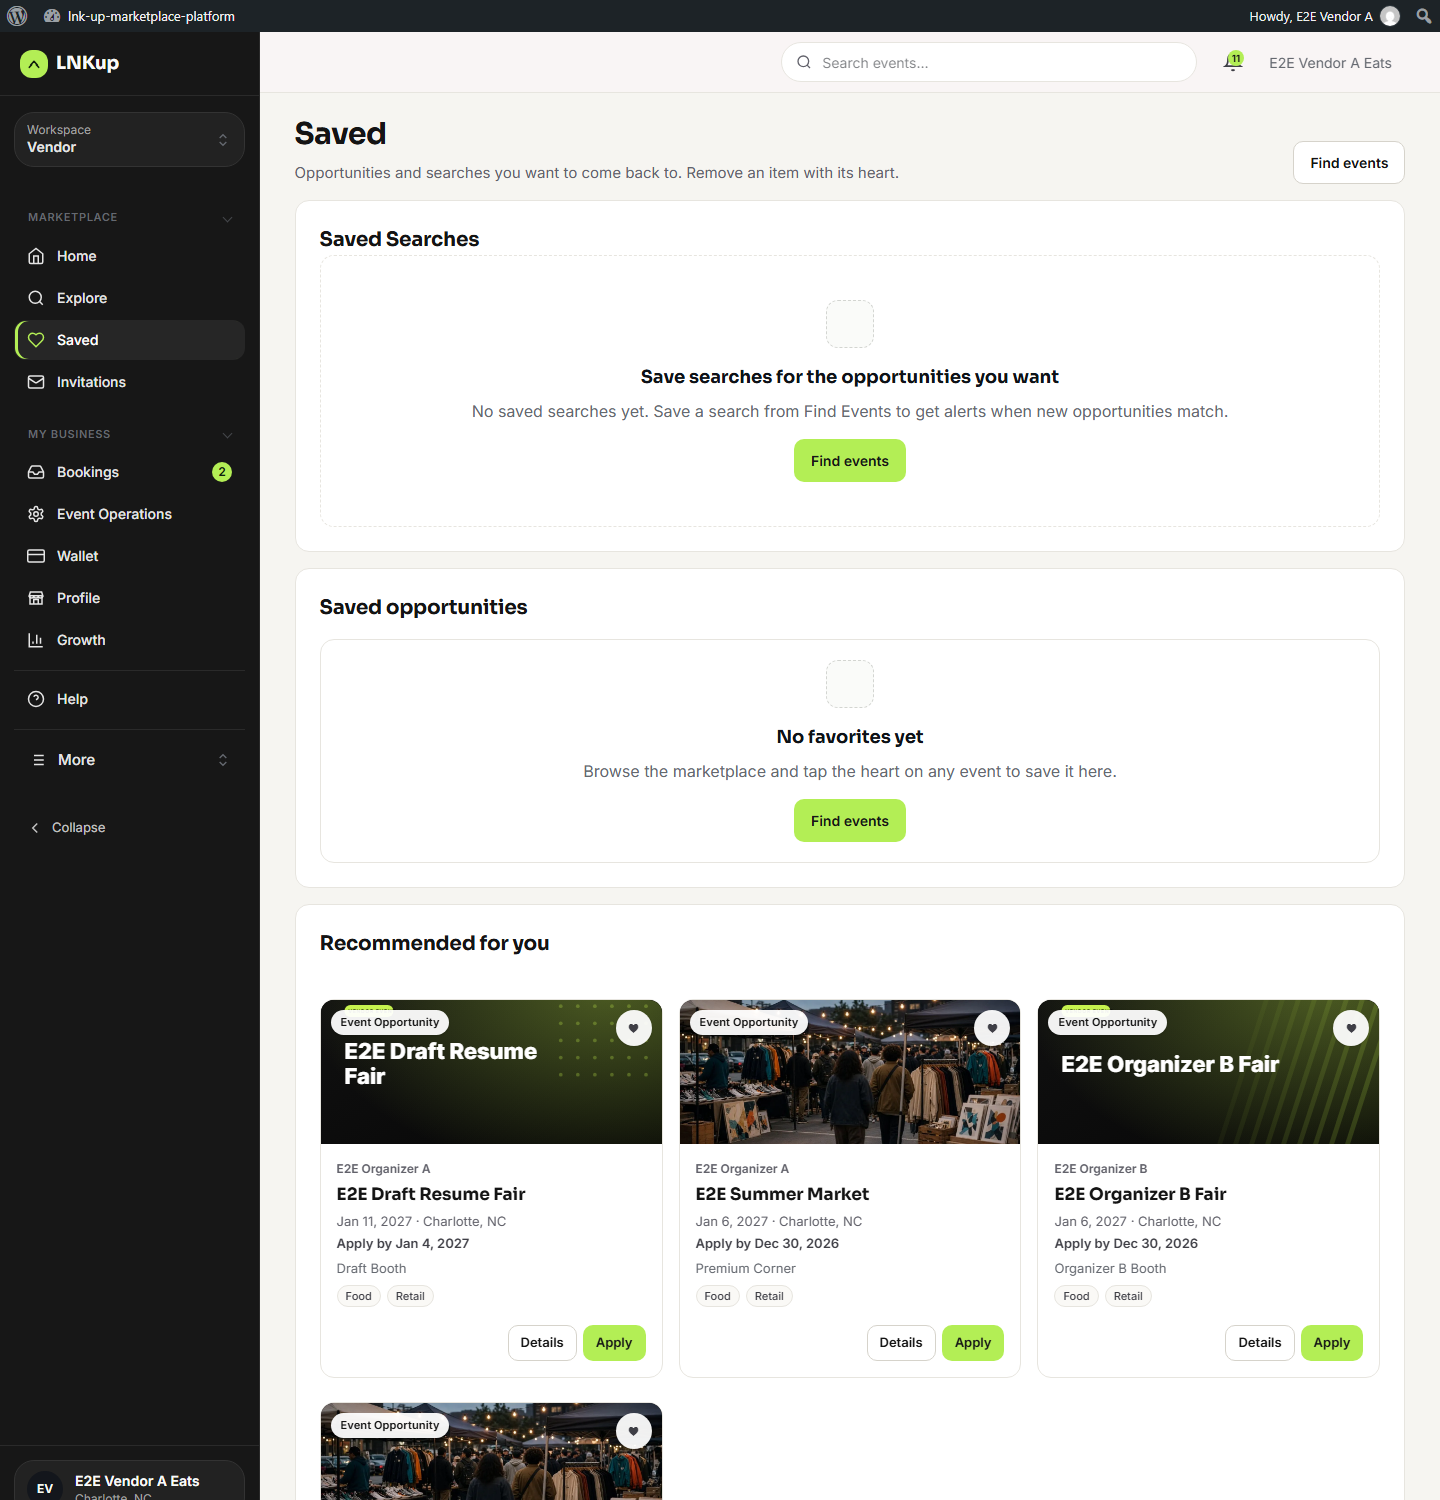 lnk-up-marketplace-platform
Howdy, E2E Vendor A
LNKup
Search events...
11
E2E Vendor A Eats
Workspace
Vendor
MARKETPLACE
Home
Explore
Saved
Invitations
MY BUSINESS
Bookings
2
Event Operations
Wallet
Profile
Growth
Help
More
Collapse
EV
E2E Vendor A Eats
Charlotte, NC
Saved
Opportunities and searches you want to come back to. Remove an item with its heart.
Find events
Saved Searches
Save searches for the opportunities you want
No saved searches yet. Save a search from Find Events to get alerts when new opportunities match.
Find events
Saved opportunities
No favorites yet
Browse the marketplace and tap the heart on any event to save it here.
Find events
Recommended for you
Event Opportunity
E2E Draft Resume
Fair
E2E Organizer A
E2E Draft Resume Fair
Jan 11, 2027 · Charlotte, NC
Apply by Jan 4, 2027
Draft Booth
Food
Retail
Details
Apply
Event Opportunity
E2E Organizer A
E2E Summer Market
Jan 6, 2027 · Charlotte, NC
Apply by Dec 30, 2026
Premium Corner
Food
Retail
Details
Apply
Event Opportunity
E2E Organizer B Fair
E2E Organizer B
E2E Organizer B Fair
Jan 6, 2027 · Charlotte, NC
Apply by Dec 30, 2026
Organizer B Booth
Food
Retail
Details
Apply
Event Opportunity